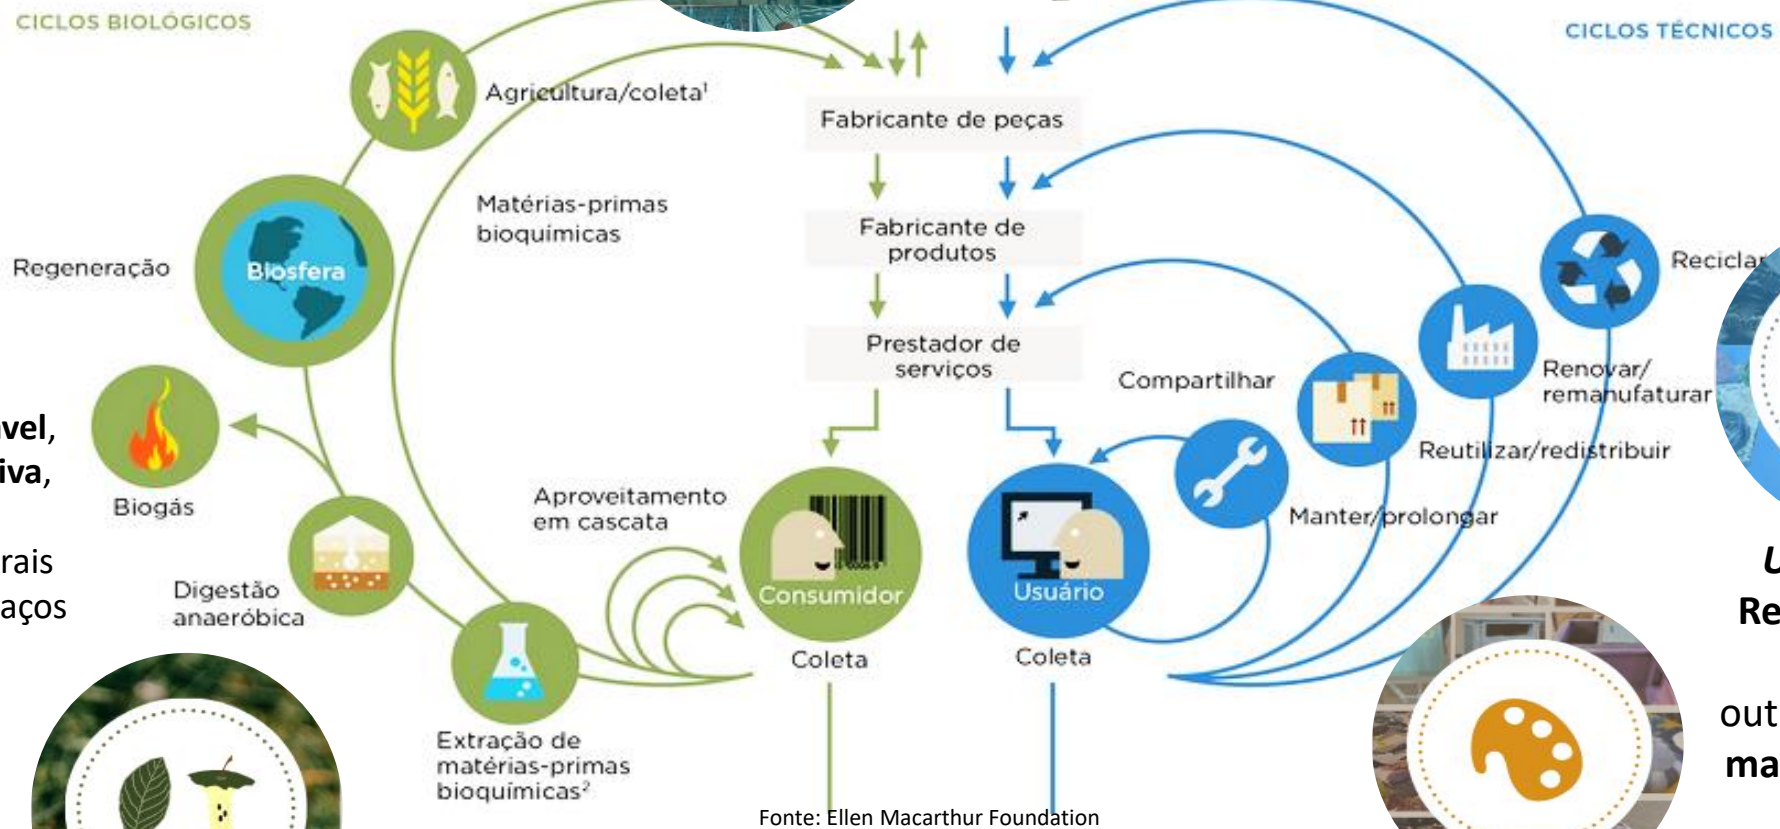 CICLOS BIOLÓGICOS
CICLOS TÉCNICOS
Agricultura/coleta¹
Fabricante de peças
Matérias-primas
bioquímicas
Fabricante de
produtos
Regeneração
Biosfera
Reciclar
Prestador de
serviços
Compartilhar
Renovar/
remanufaturar
Reutilizar/redistribuir
Biogás
Aproveitamento
em cascata
Manter/prolongar
Digestão
anaeróbica
Consumidor
Usuário
Coleta
Coleta
Extração de
matérias-primas
bioquímicas²
Fonte: Ellen Macarthur Foundation
vel,
iva,
rais
aços
U
Re
out
ma